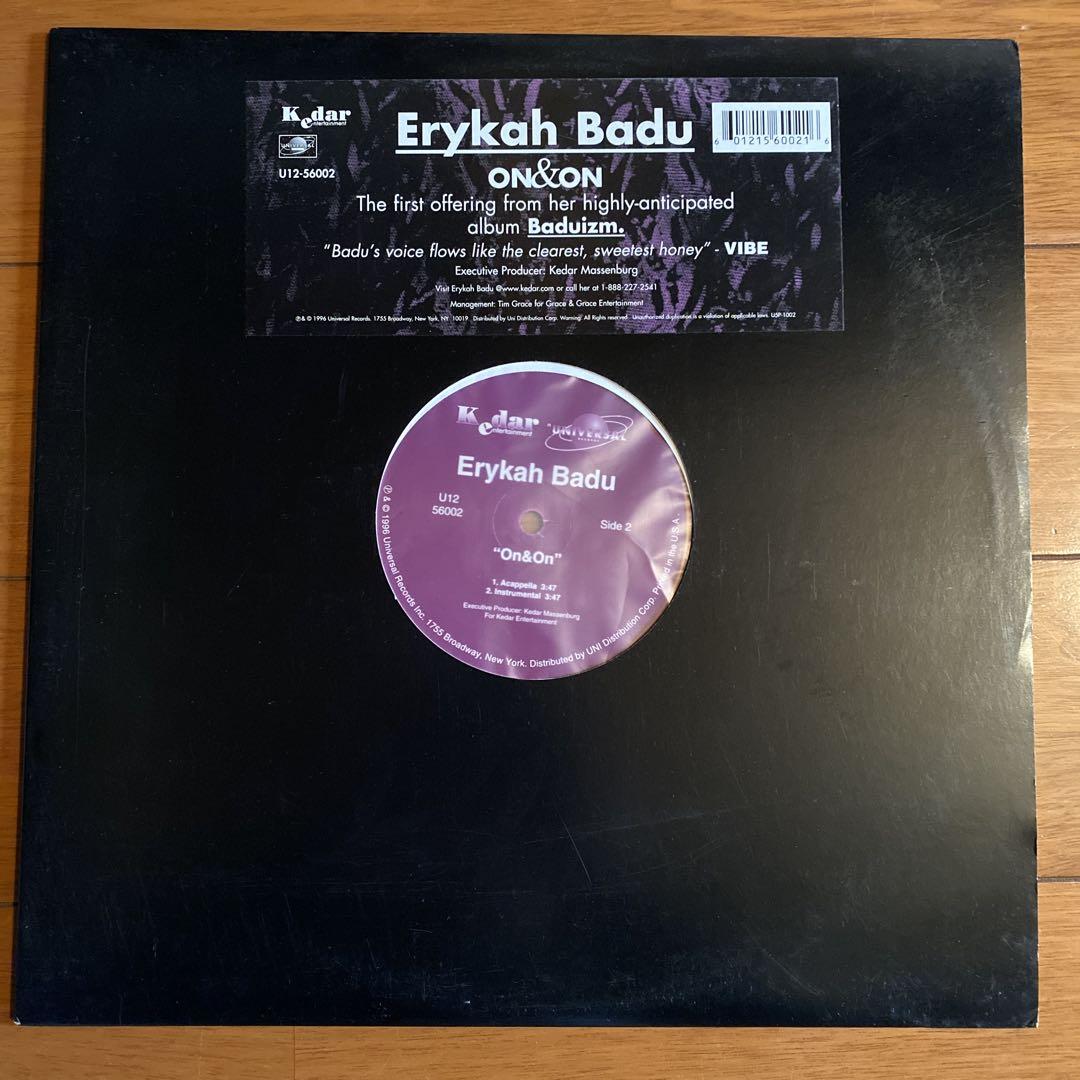 Kedar
entertainment
UNIVERSAL
U12-56002
Erykah Badu
6 01215 60021 6
ON&ON
The first offering from her highly-anticipated
album Baduizm.
"Badu's voice flows like the clearest, sweetest honey" - VIBE
Executive Producer: Kedar Massenburg
Visit Erykah Badu @www.kedar.com or call her at 1-888-227-2541
Management: Tim Grace for Grace & Grace Entertainment
℗& © 1996 Universal Records. 1755 Broadway, New York, NY 10019 Distributed by Uni Distribution Corp. Warning: All Rights reserved. Unauthorized duplication is a violation of applicable laws. U5P-1002
Kedar
entertainment
UNIVERSAL
RECORDS
Erykah Badu
U12
56002
Side 2
"On&On"
1. Acappella 3:47
2. Instrumental 3:47
Executive Producer: Kedar Massenburg
For Kedar Entertainment
℗ & © 1996 Universal Records Inc. 1755 Broadway, New York. Distributed by UNI Distribution Corp. Printed in the U.S.A.